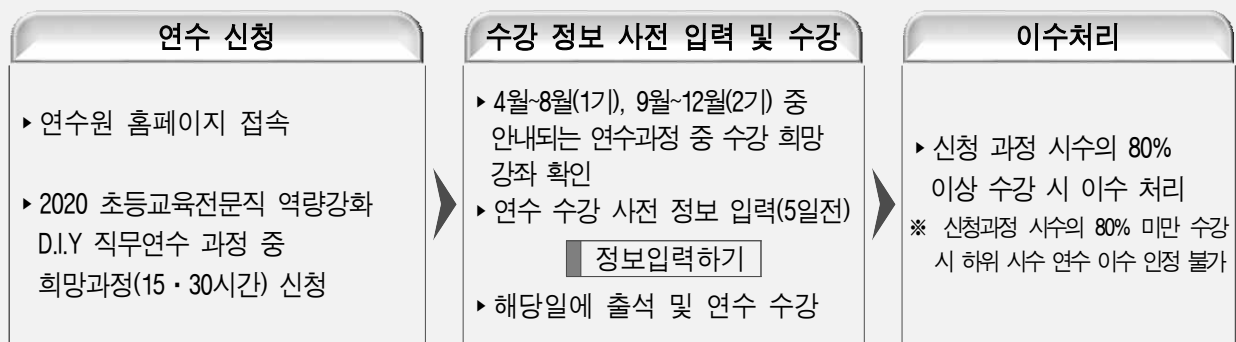 연수 신청
▸연수원 홈페이지 접속
▸2020 초등교육전문직 역량강화
D.I.Y 직무연수 과정 중
희망과정(15・30시간) 신청
수강 정보 사전 입력 및 수강
▸4월~8월(1기), 9월~12월(2기) 중
안내되는 연수과정 중 수강 희망
강좌 확인
▸연수 수강 사전 정보 입력(5일전)
정보입력하기
▸해당일에 출석 및 연수 수강
이수처리
▸신청 과정 시수의 80%
이상 수강 시 이수 처리
※ 신청과정 시수의 80% 미만 수강
시 하위 시수 연수 이수 인정 불가